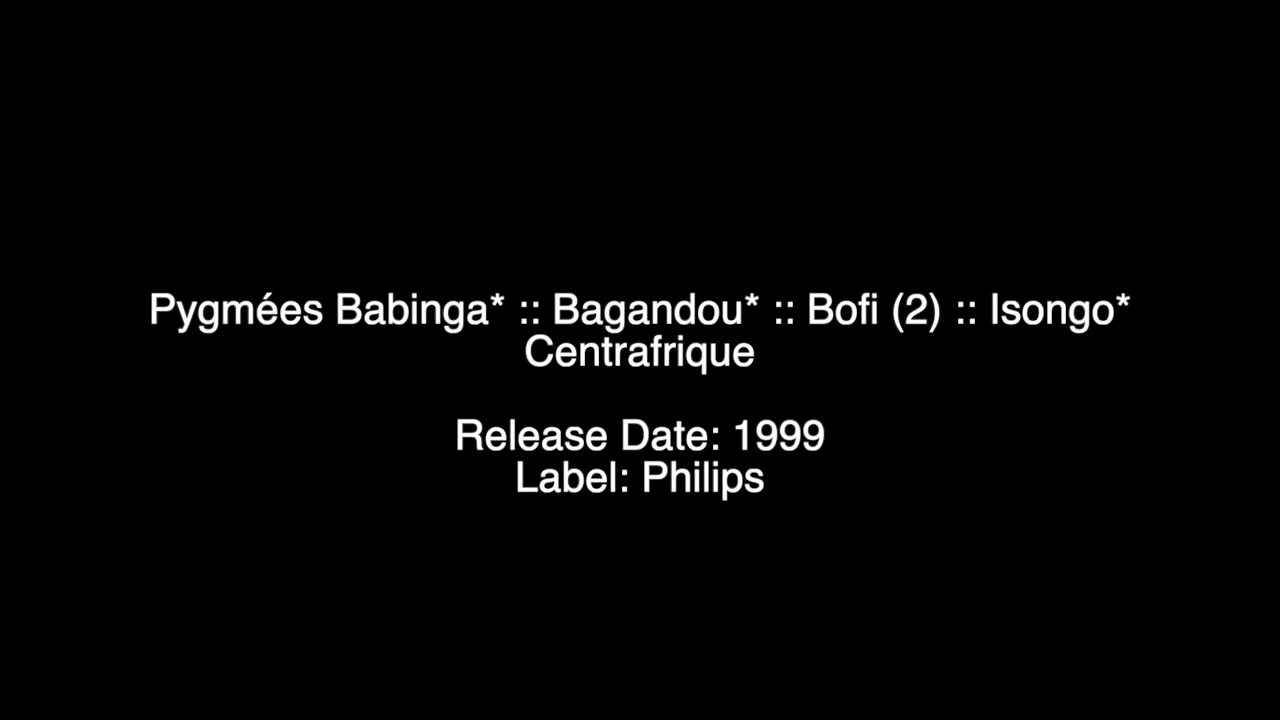 Pygmées Babinga* :: Bagandou* :: Bofi (2) :: Isongo*
Centrafrique
Release Date: 1999
Label: Philips